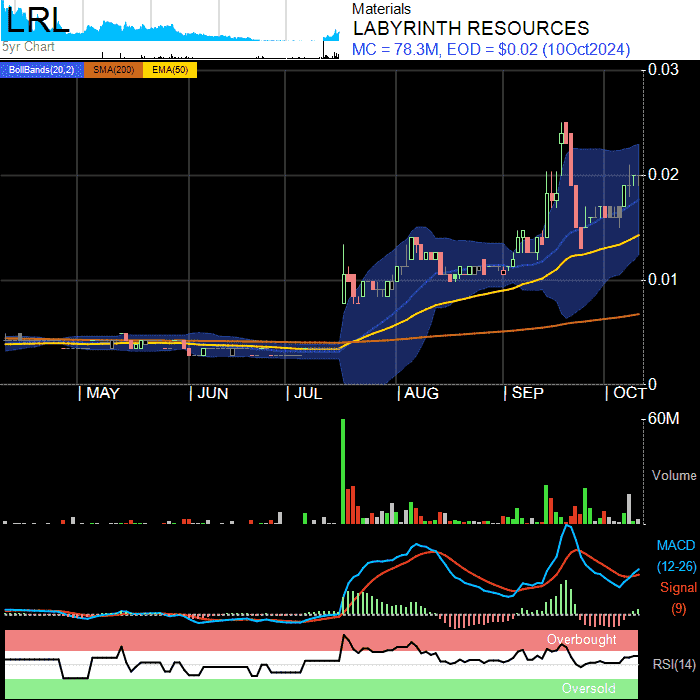 LRL
5yr Chart
Materials
LABYRINTH RESOURCES
MC = 78.3M, EOD = $0.02 (10Oct2024)
BollBands(20,2) SMA(200) EMA(50)
0.03
0.02
0.01
0
| MAY | JUN | JUL | AUG | SEP | OCT
60M
Volume
MACD
(12-26)
Signal
(9)
Overbought
RSI(14)
Oversold